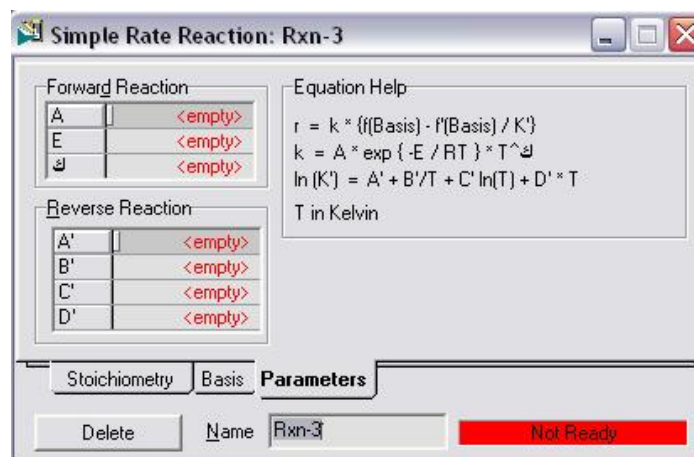 Simple Rate Reaction: Rxn-3
Forward Reaction
A <empty>
E <empty>
ك <empty>
Reverse Reaction
A' <empty>
B' <empty>
C' <empty>
D' <empty>
Equation Help
r = k * {f(Basis) - f'(Basis) / K'}
k = A * exp { -E / RT } * T^ك
ln (K') = A' + B'/T + C' ln(T) + D' * T
T in Kelvin
Stoichiometry Basis Parameters
Delete Name Rxn-3 Not Ready